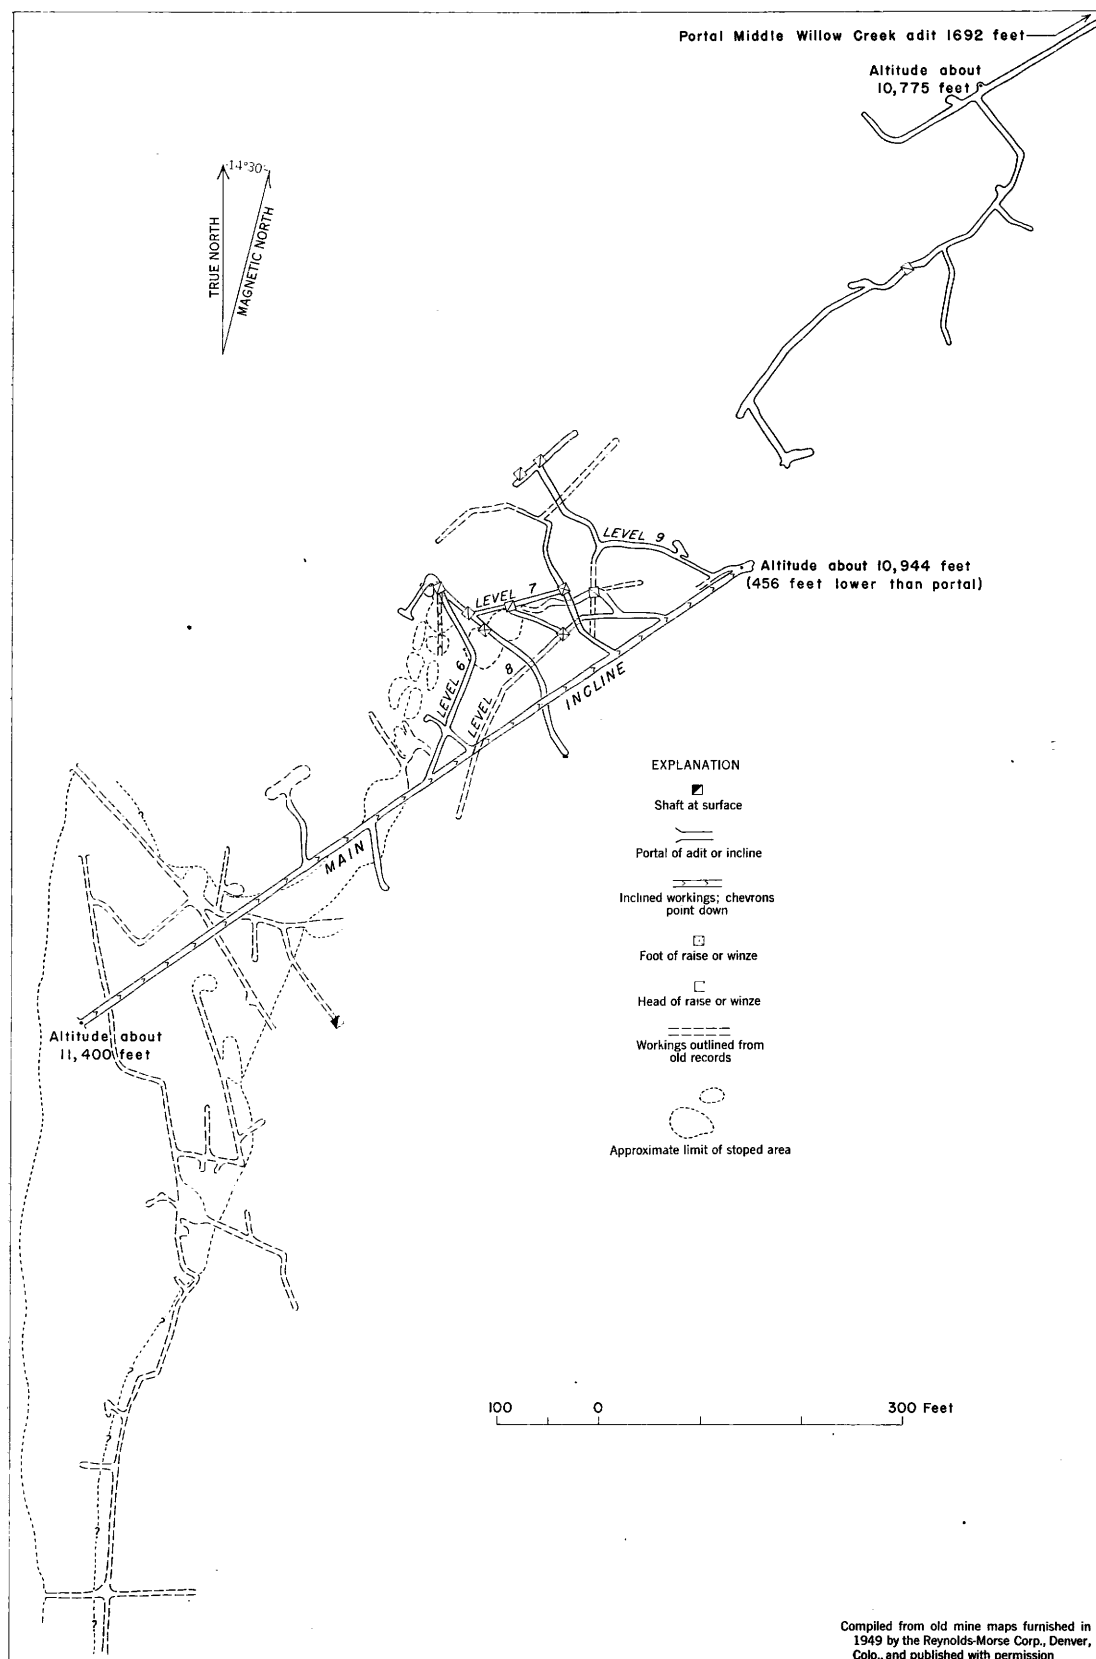 Portal Middle Willow Creek adit 1692 feet
Altitude about
10,775 feet
14°30'
TRUE NORTH
MAGNETIC NORTH
LEVEL 9
Altitude about 10,944 feet
(456 feet lower than portal)
LEVEL 7
LEVEL 6
LEVEL 8
INCLINE
MAIN
EXPLANATION
Shaft at surface
Portal of adit or incline
Inclined workings; chevrons
point down
Foot of raise or winze
Head of raise or winze
Workings outlined from
old records
Approximate limit of stoped area
Altitude about
11,400 feet
?
?
?
?
?
?
100 0 300 Feet
Compiled from old mine maps furnished in
1949 by the Reynolds-Morse Corp., Denver,
Colo., and published with permission